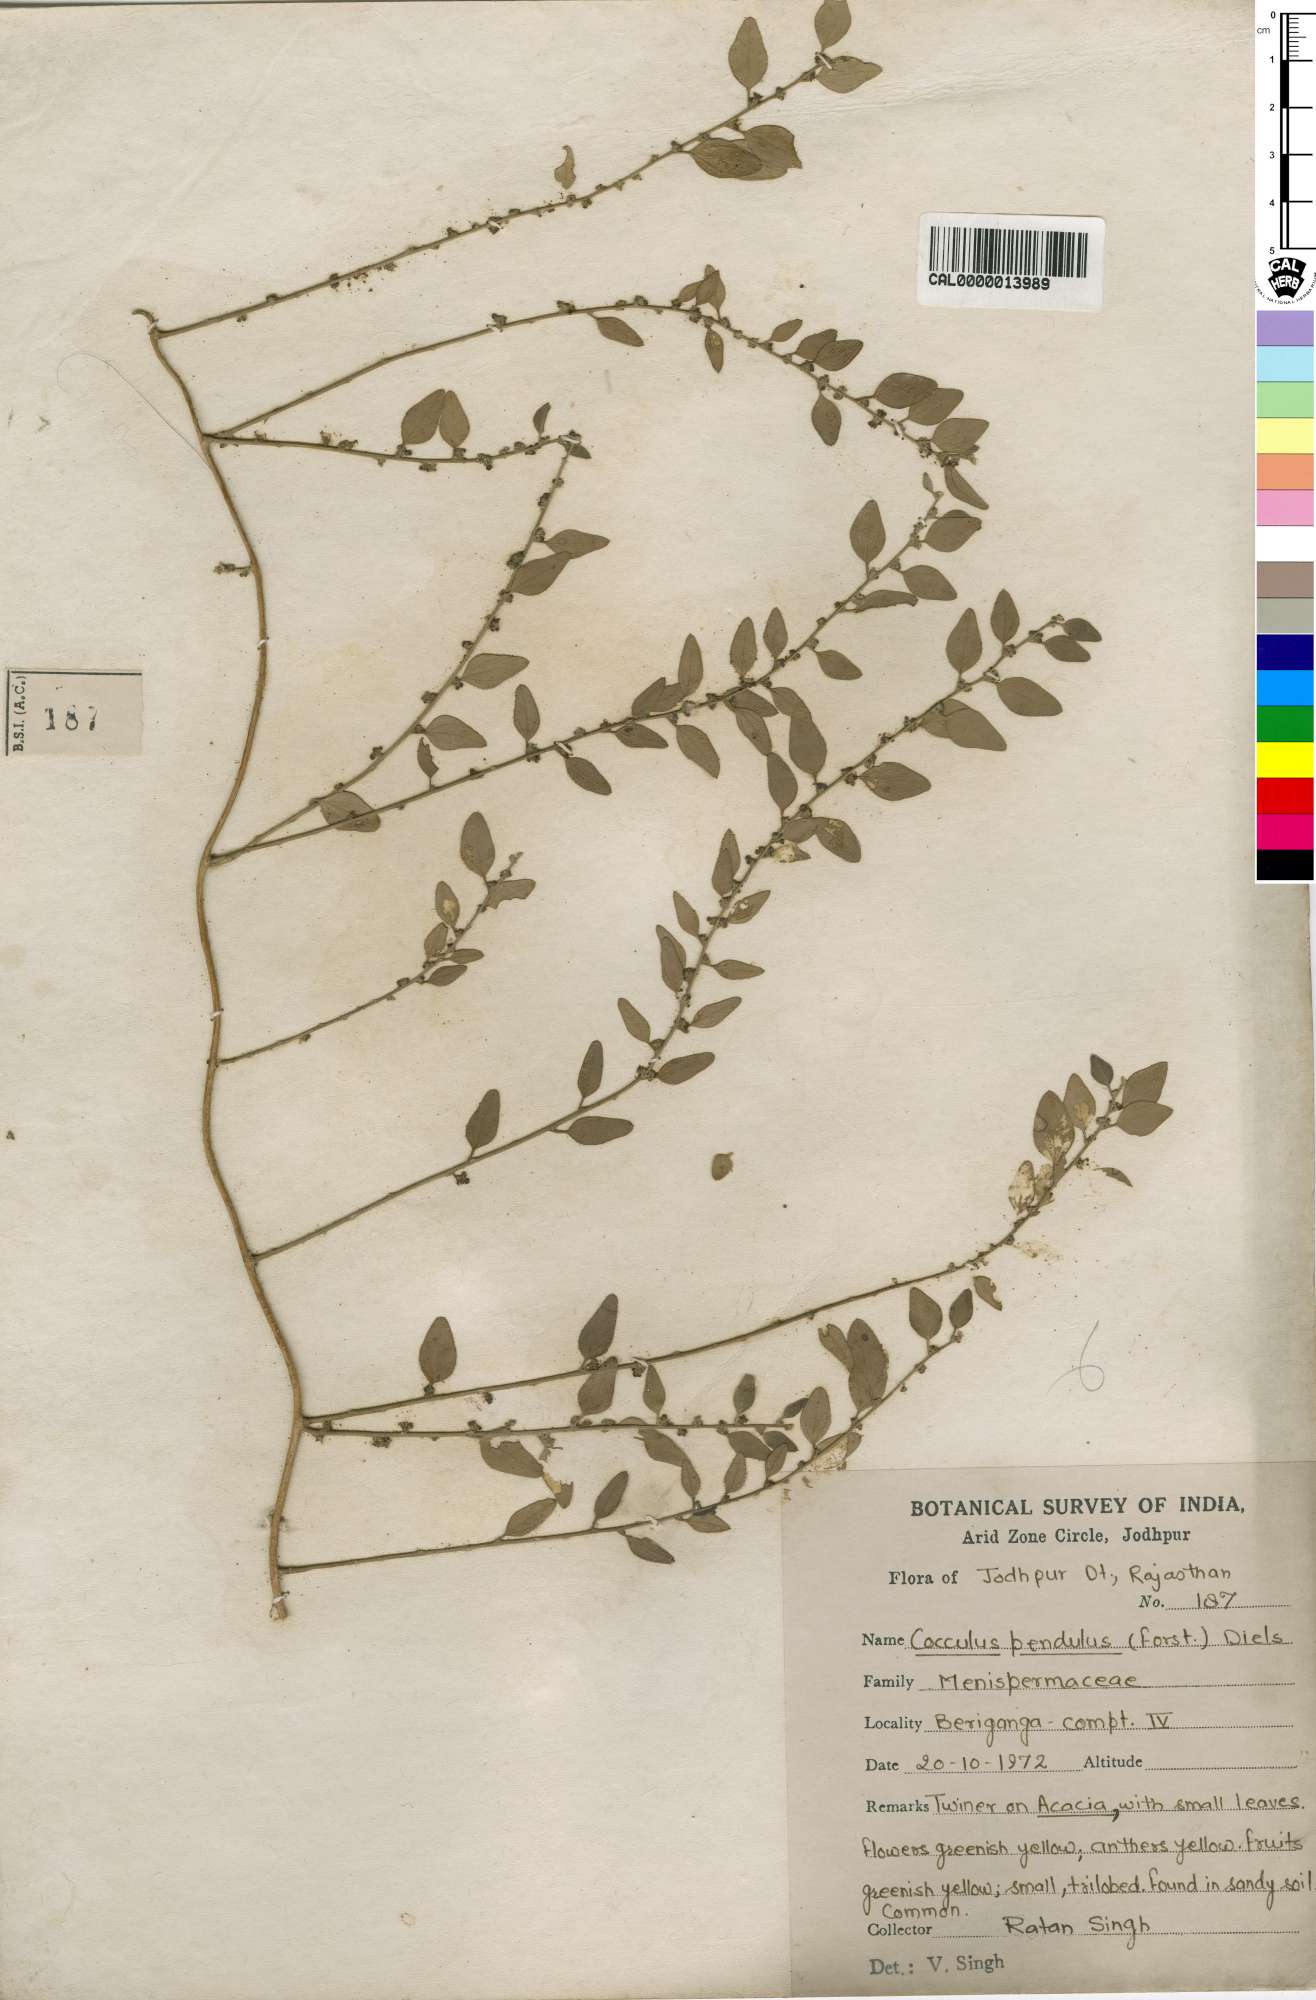 0
cm
1
2
3
4
5
CAL
HERB
CAL0000013989
B.S.I. (A.C.)
187
BOTANICAL SURVEY OF INDIA,
Arid Zone Circle, Jodhpur
Flora of Jodhpur Dt., Rajasthan
No. 187
Name Cocculus pendulus (Forst.) Diels
Family Menispermaceae
Locality Beriganga - compt. IV
Date 20-10-1972 Altitude
Remarks Twiner on Acacia, with small leaves.
flowers greenish yellow; anthers yellow. fruits
greenish yellow; small, trilobed. found in sandy soil
Common.
Collector Ratan Singh
Det.: V. Singh